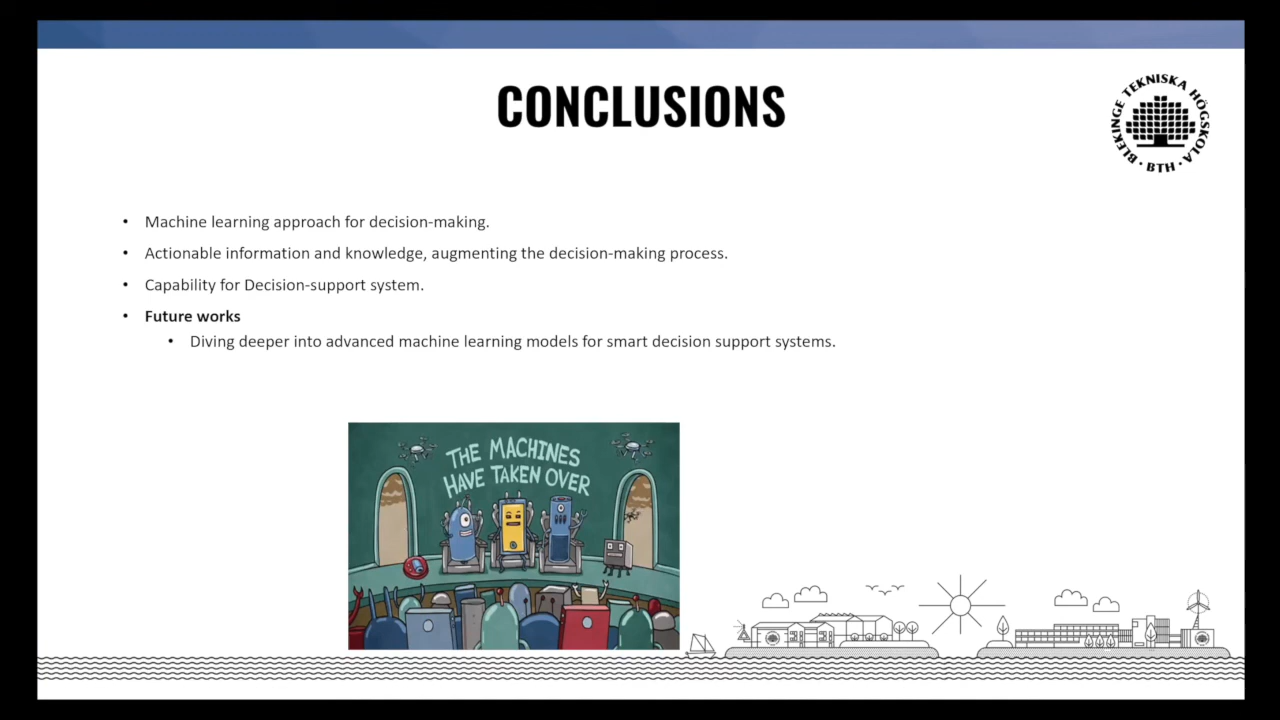 CONCLUSIONS
BLEKINGE TEKNISKA HÖGSKOLA
· BTH ·
• Machine learning approach for decision-making.
• Actionable information and knowledge, augmenting the decision-making process.
• Capability for Decision-support system.
• Future works
• Diving deeper into advanced machine learning models for smart decision support systems.
THE MACHINES
HAVE TAKEN OVER